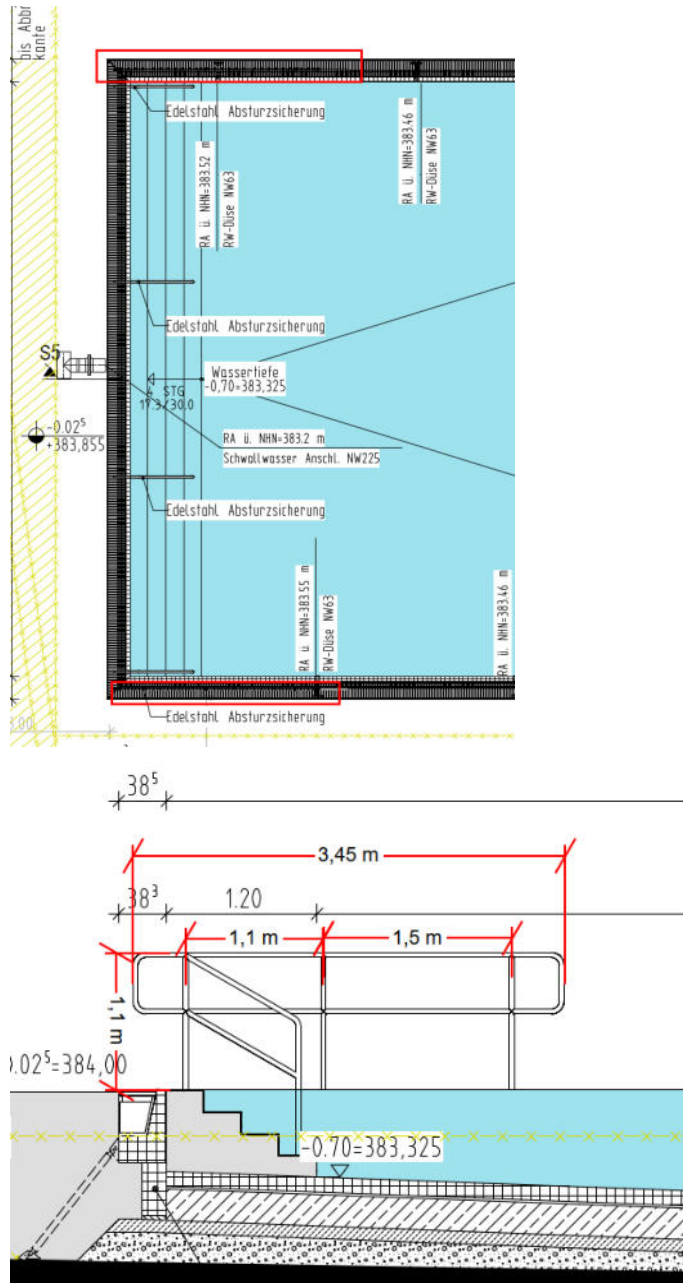 bis Abbr
kante
Edelstahl Absturzsicherung
RA ü. NHN=383.52 m
RW-Düse NW63
RA ü. NHN=383.46 m
RW-Düse NW63
Edelstahl Absturzsicherung
S5
Wassertiefe
-0,70=383,325
STG
17.3/30,0
-0.02⁵
+383,855
RA ü. NHN=383.2 m
Schwallwasser Anschl. NW225
Edelstahl Absturzsicherung
RA ü. NHN=383.55 m
RW-Düse NW63
RA ü. NHN=383.46 m
Edelstahl Absturzsicherung
3.00
38⁵
3,45 m
38³
1.20
1,1 m
1,5 m
1,1 m
0.02⁵=384,00
-0.70=383,325